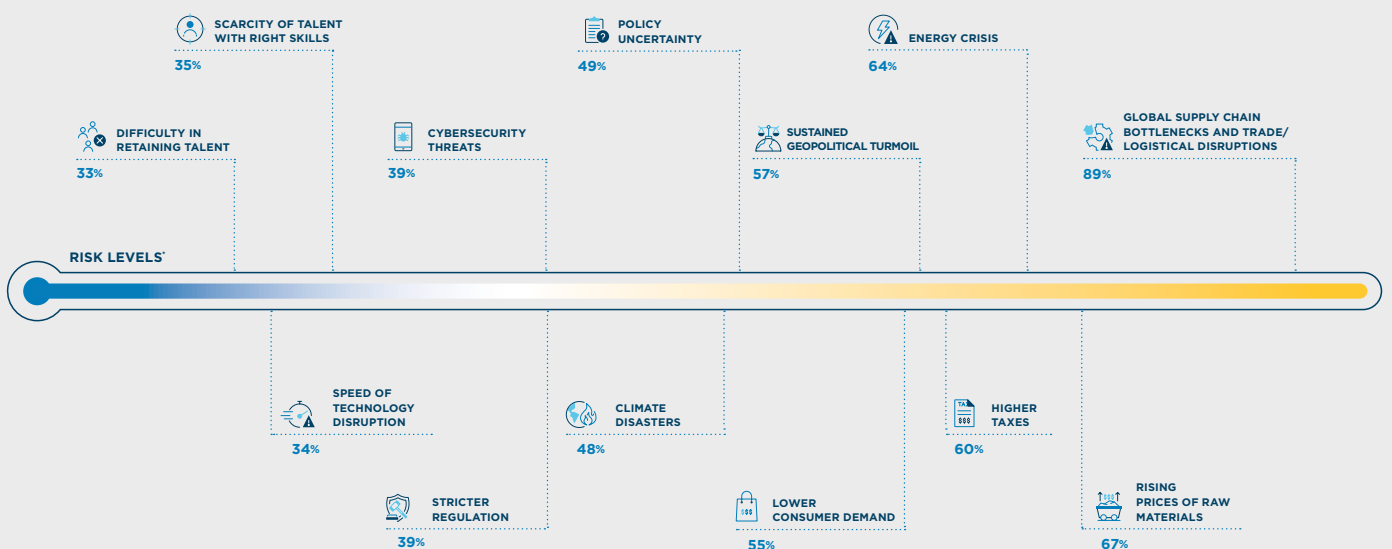 SCARCITY OF TALENT
WITH RIGHT SKILLS
35%
POLICY
UNCERTAINTY
49%
ENERGY CRISIS
64%
DIFFICULTY IN
RETAINING TALENT
33%
CYBERSECURITY
THREATS
39%
SUSTAINED
GEOPOLITICAL TURMOIL
57%
GLOBAL SUPPLY CHAIN
BOTTLENECKS AND TRADE/
LOGISTICAL DISRUPTIONS
89%
RISK LEVELS*
SPEED OF
TECHNOLOGY
DISRUPTION
34%
CLIMATE
DISASTERS
48%
TAX
$$$
HIGHER
TAXES
60%
STRICTER
REGULATION
39%
$$$
LOWER
CONSUMER DEMAND
55%
$$$
RISING
PRICES OF RAW
MATERIALS
67%